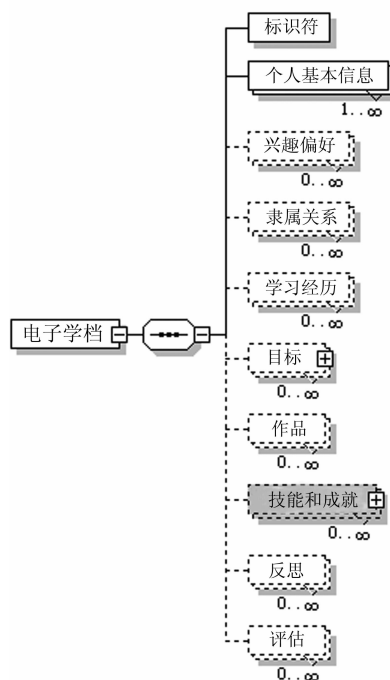 标识符
个人基本信息
1..∞
兴趣偏好
0..∞
隶属关系
0..∞
学习经历
0..∞
电子学档
目标
0..∞
作品
0..∞
技能和成就
0..∞
反思
0..∞
评估
0..∞